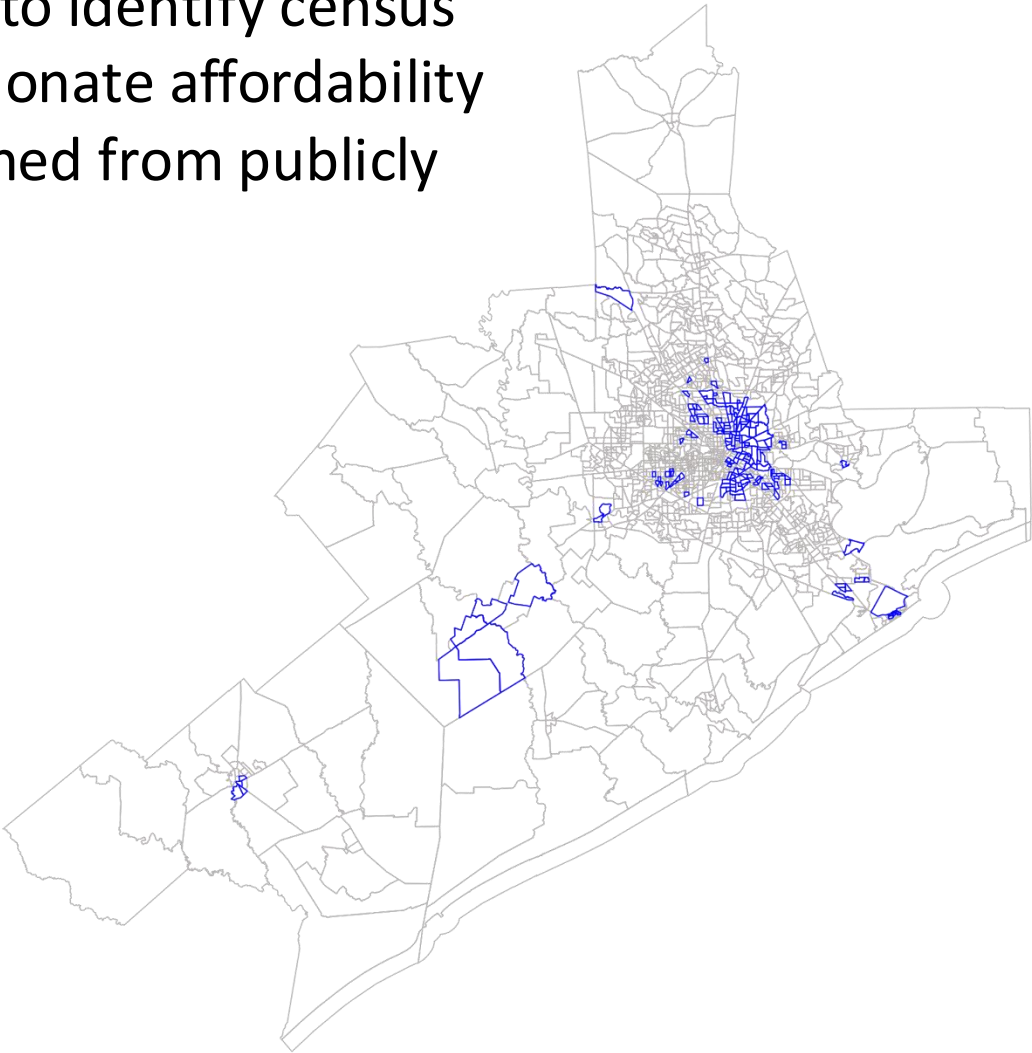 to identify census
onate affordability
ned from publicly